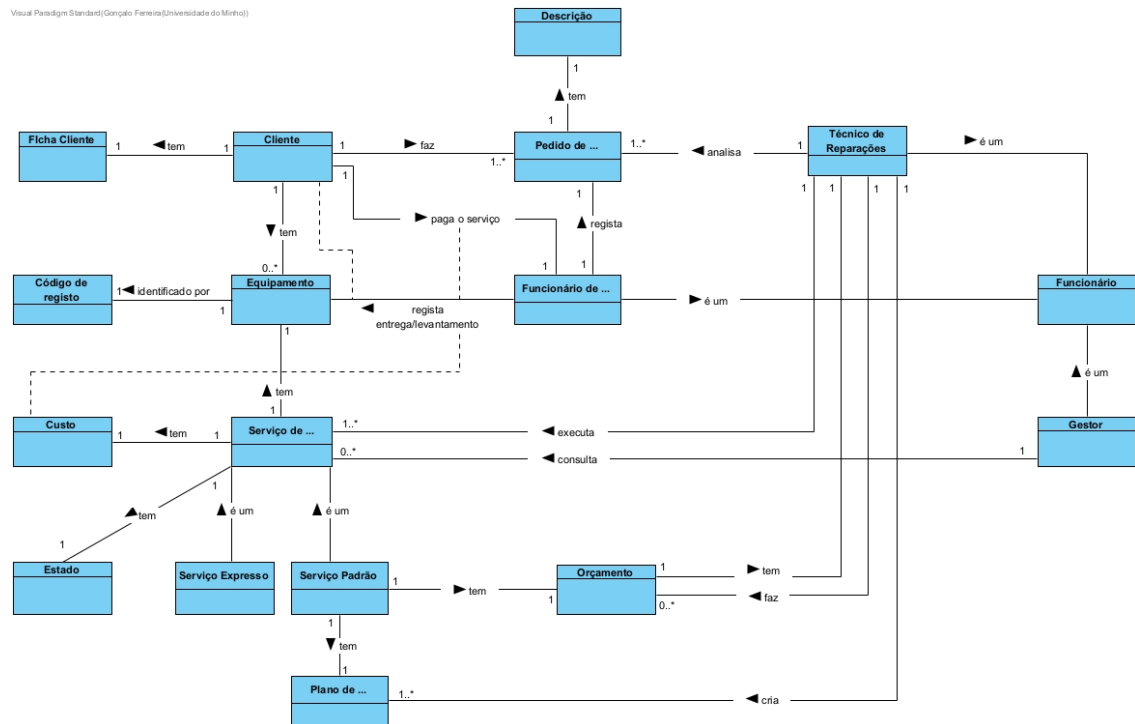 Visual Paradigm Standard(Gonçalo Ferreira(Universidade do Minho))
Descrição
1
tem
1
FIcha Cliente
1
tem
1
Cliente
1
faz
1..*
Pedido de ...
1..*
analisa
1
Técnico de
Reparações
é um
1
1
paga o serviço
1
regista
1
1
1
1
1
1
tem
0..*
Código de
registo
1
identificado por
1
Equipamento
regista
entrega/levantamento
1
Funcionário de ...
é um
Funcionário
1
tem
1
é um
Custo
1
tem
1
Serviço de ...
1..*
executa
0..*
consulta
1
Gestor
1
tem
1
é um
é um
Estado
Serviço Expresso
Serviço Padrão
1
tem
1
Orçamento
1
tem
0..*
faz
1
tem
1
Plano de ...
1..*
cria